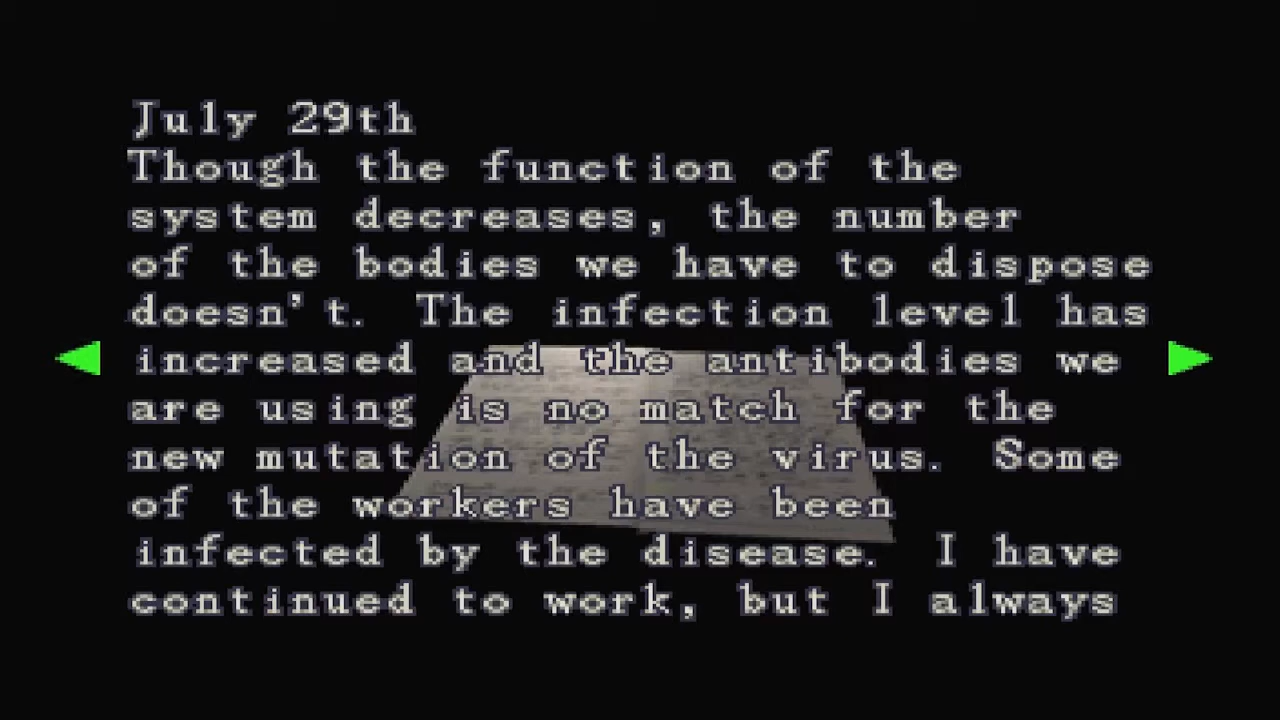 July 29th
Though the function of the
system decreases, the number
of the bodies we have to dispose
doesn't. The infection level has
increased and the antibodies we
are using is no match for the
new mutation of the virus. Some
of the workers have been
infected by the disease. I have
continued to work, but I always